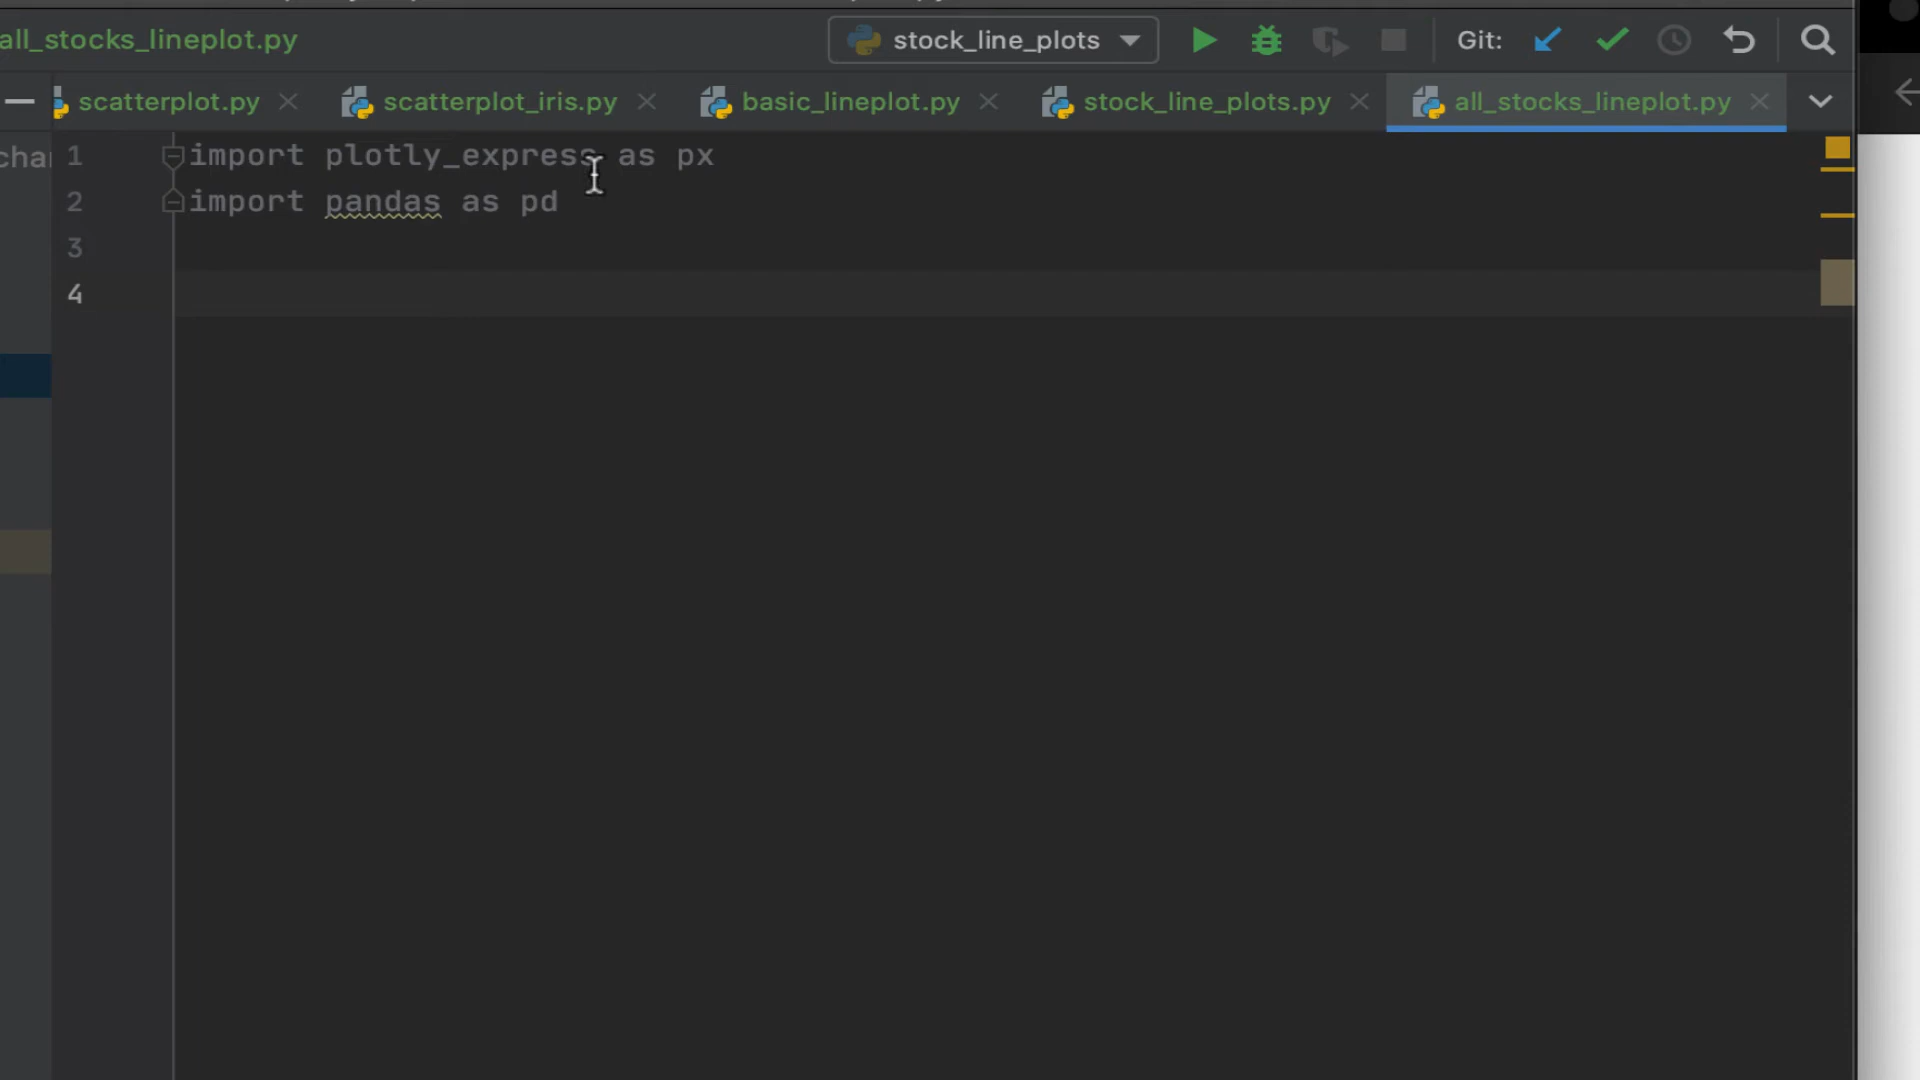 all_stocks_lineplot.py
stock_line_plots
Git:
scatterplot.py
scatterplot_iris.py
basic_lineplot.py
stock_line_plots.py
all_stocks_lineplot.py
char
1 import plotly_express as px
2 import pandas as pd
3
4